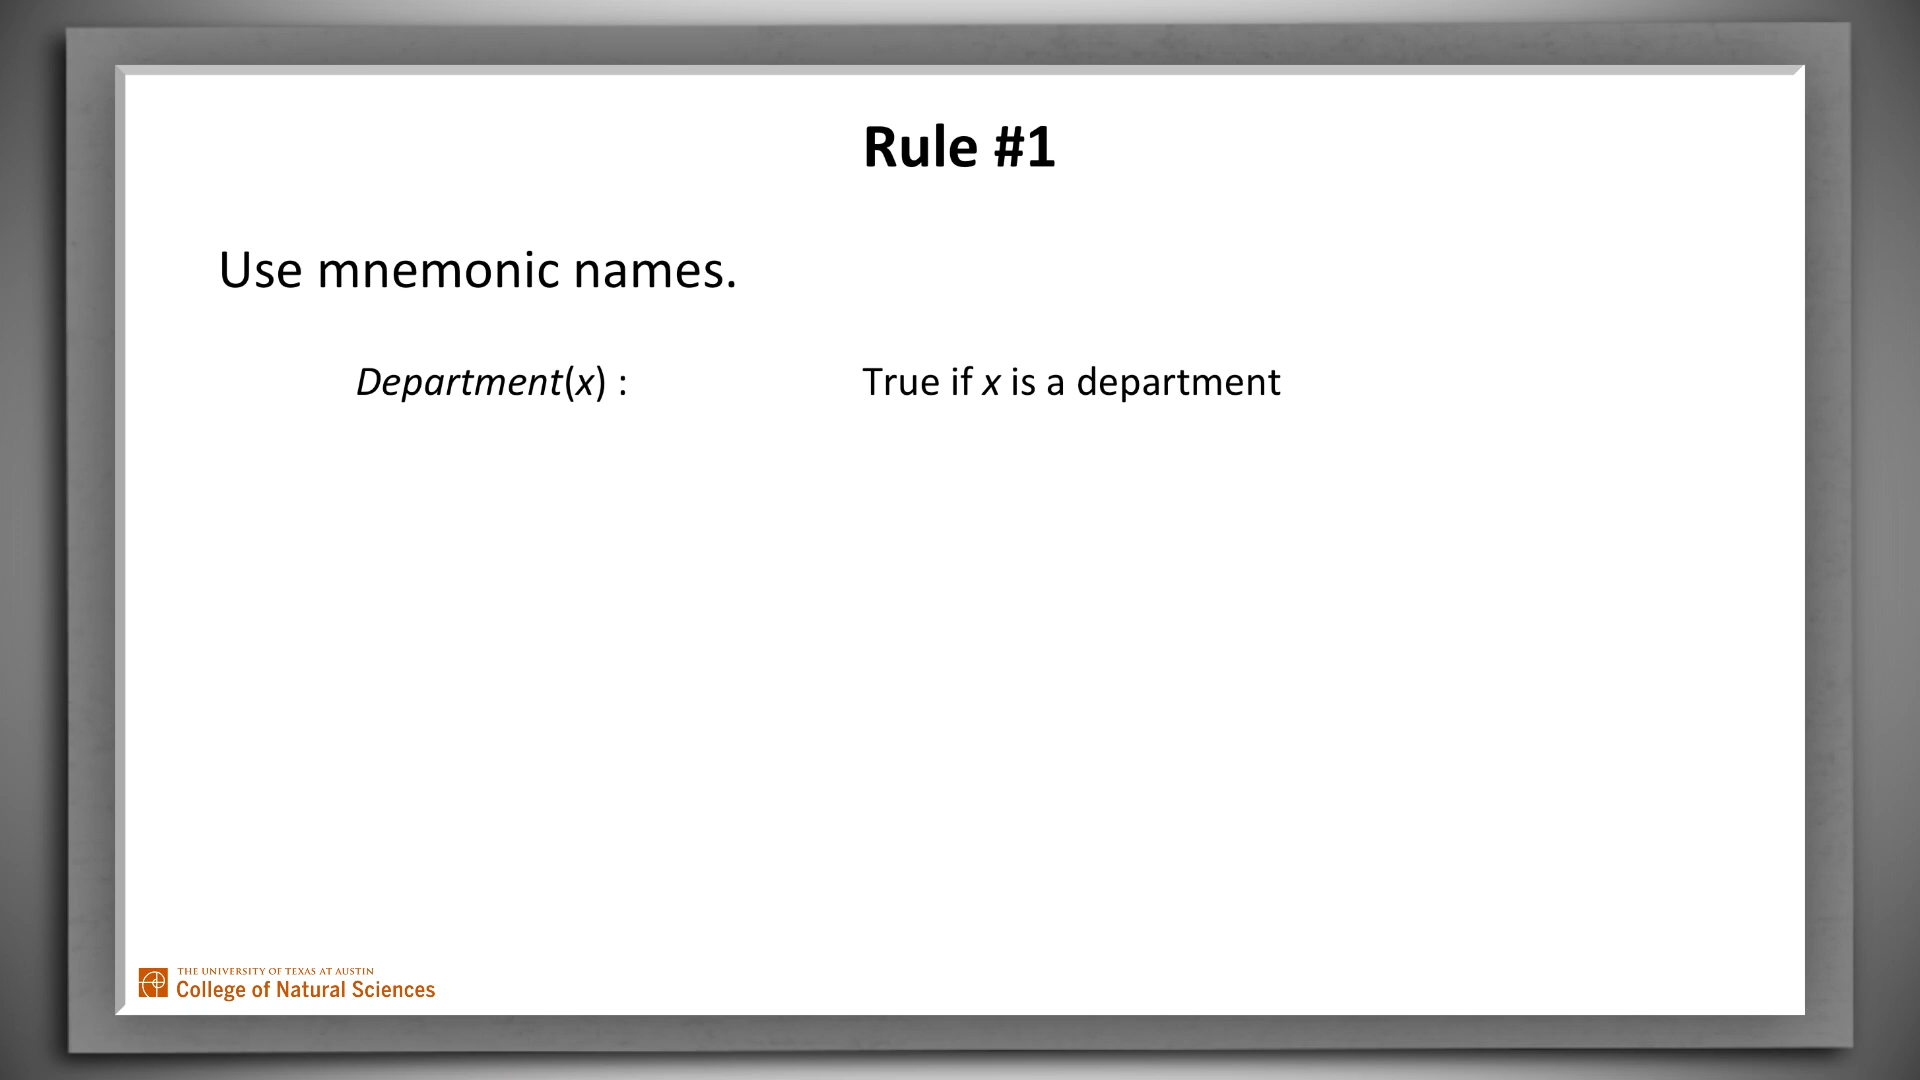 Rule #1
Use mnemonic names.
Department(x) : True if x is a department
THE UNIVERSITY OF TEXAS AT AUSTIN
College of Natural Sciences